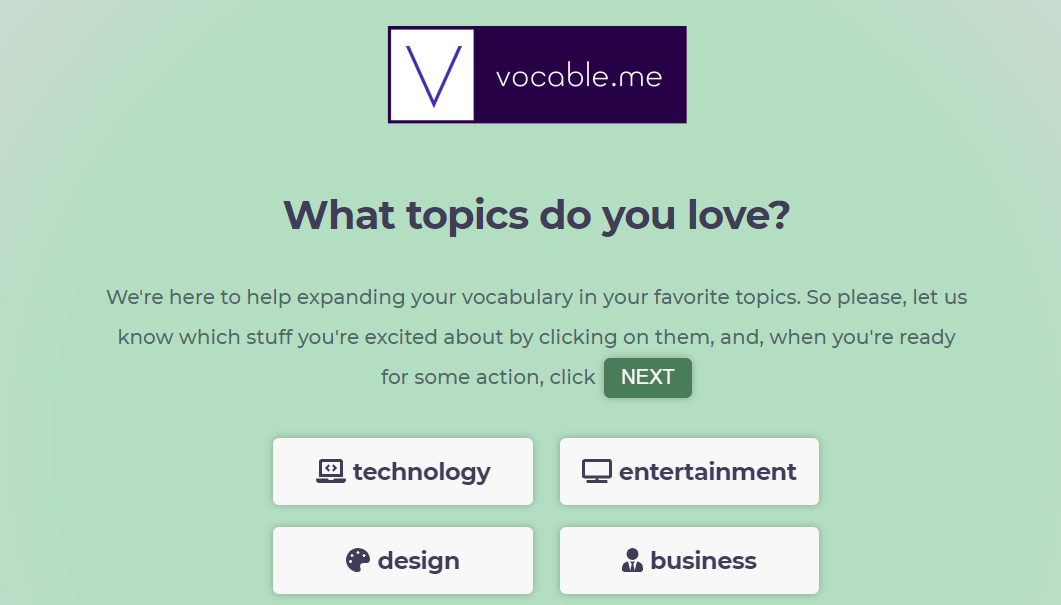 V vocable.me
What topics do you love?
We're here to help expanding your vocabulary in your favorite topics. So please, let us
know which stuff you're excited about by clicking on them, and, when you're ready
for some action, click NEXT
technology
entertainment
design
business